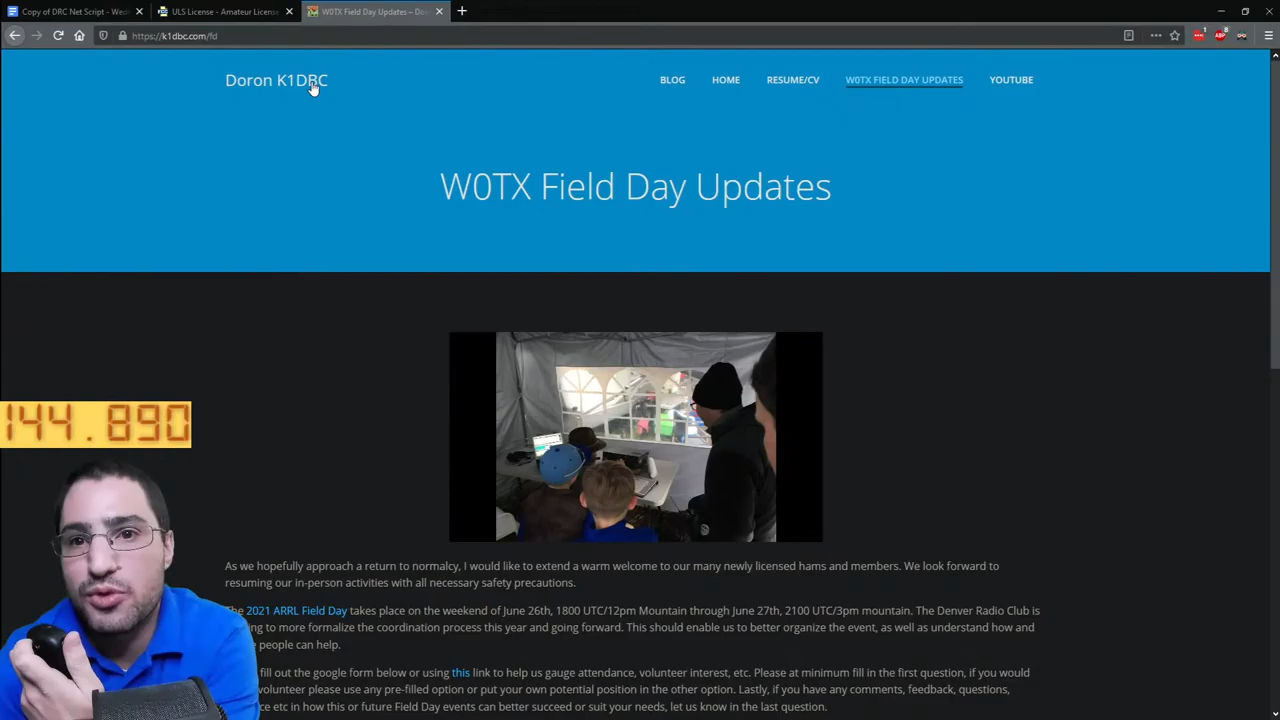 Copy of DRC Net Script - Wed
ULS License - Amateur License
W0TX Field Day Updates – Do
https://k1dbc.com/fd
Doron K1DBC
BLOG
HOME
RESUME/CV
W0TX FIELD DAY UPDATES
YOUTUBE
W0TX Field Day Updates
144.890
As we hopefully approach a return to normalcy, I would like to extend a warm welcome to our many newly licensed hams and members. We look forward to
resuming our in-person activities with all necessary safety precautions.
The 2021 ARRL Field Day takes place on the weekend of June 26th, 1800 UTC/12pm Mountain through June 27th, 2100 UTC/3pm mountain. The Denver Radio Club is
to more formalize the coordination process this year and going forward. This should enable us to better organize the event, as well as understand how and
people can help.
fill out the google form below or using this link to help us gauge attendance, volunteer interest, etc. Please at minimum fill in the first question, if you would
volunteer please use any pre-filled option or put your own potential position in the other option. Lastly, if you have any comments, feedback, questions,
etc in how this or future Field Day events can better succeed or suit your needs, let us know in the last question.